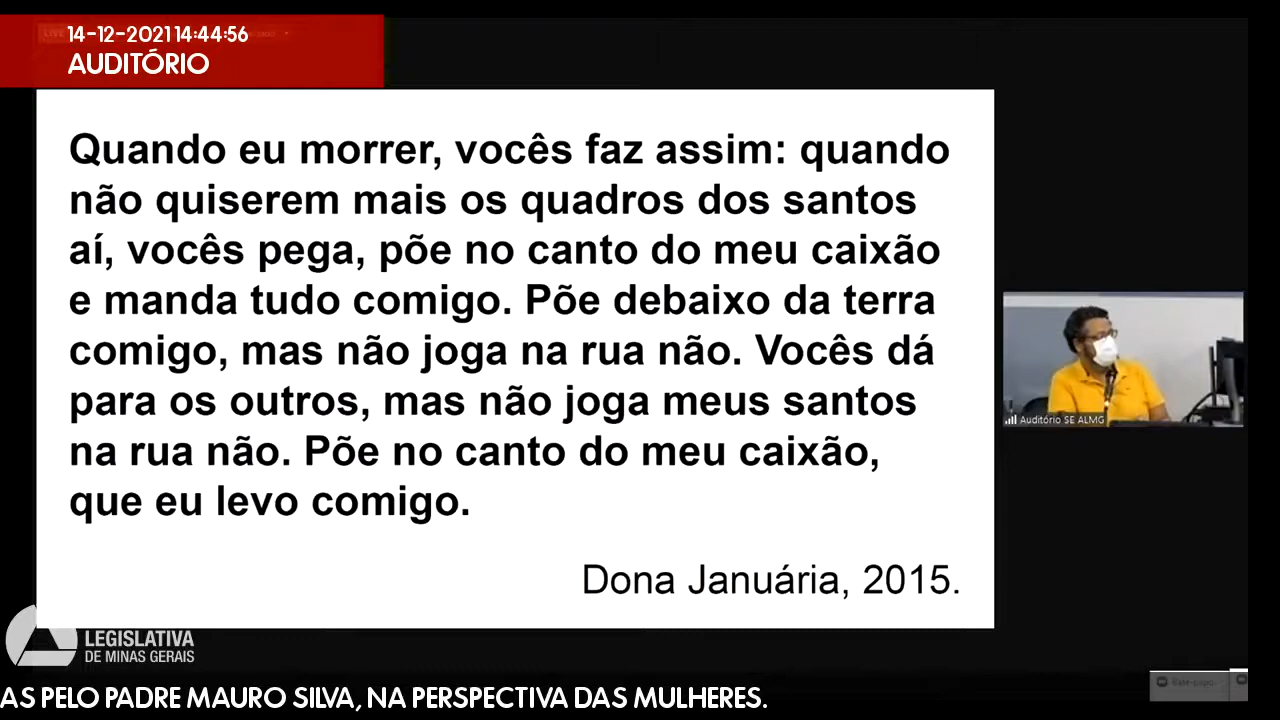 LIVE
14-12-2021 14:44:56
AUDITÓRIO
Quando eu morrer, vocês faz assim: quando
não quiserem mais os quadros dos santos
aí, vocês pega, põe no canto do meu caixão
e manda tudo comigo. Põe debaixo da terra
comigo, mas não joga na rua não. Vocês dá
para os outros, mas não joga meus santos
na rua não. Põe no canto do meu caixão,
que eu levo comigo.
Dona Januária, 2015.
Auditório SE ALMG
LEGISLATIVA
DE MINAS GERAIS
AS PELO PADRE MAURO SILVA, NA PERSPECTIVA DAS MULHERES.